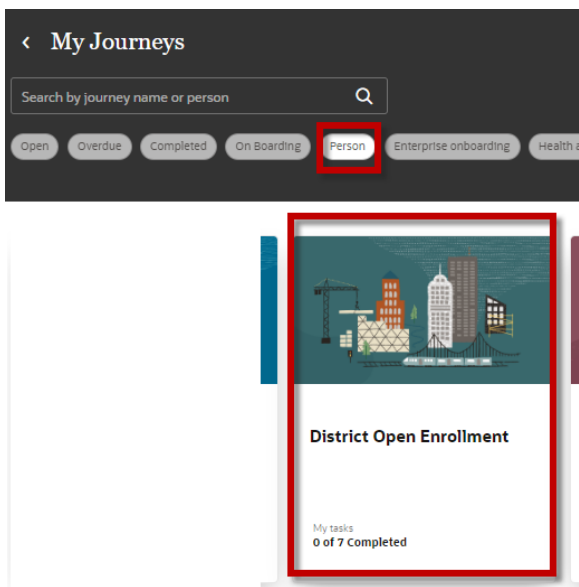 My Journeys
Search by journey name or person
Open Overdue Completed On Boarding Person Enterprise onboarding Health
District Open Enrollment
My tasks
0 of 7 Completed